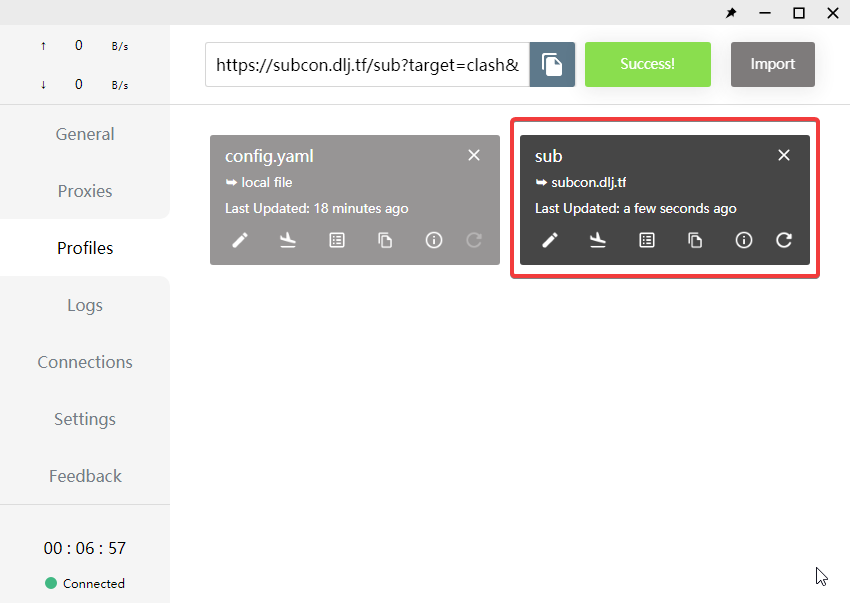 ↑ 0 B/s
↓ 0 B/s
General
Proxies
Profiles
Logs
Connections
Settings
Feedback
00 : 06 : 57
Connected
https://subcon.dlj.tf/sub?target=clash&
Success!
Import
config.yaml
local file
Last Updated: 18 minutes ago
sub
subcon.dlj.tf
Last Updated: a few seconds ago